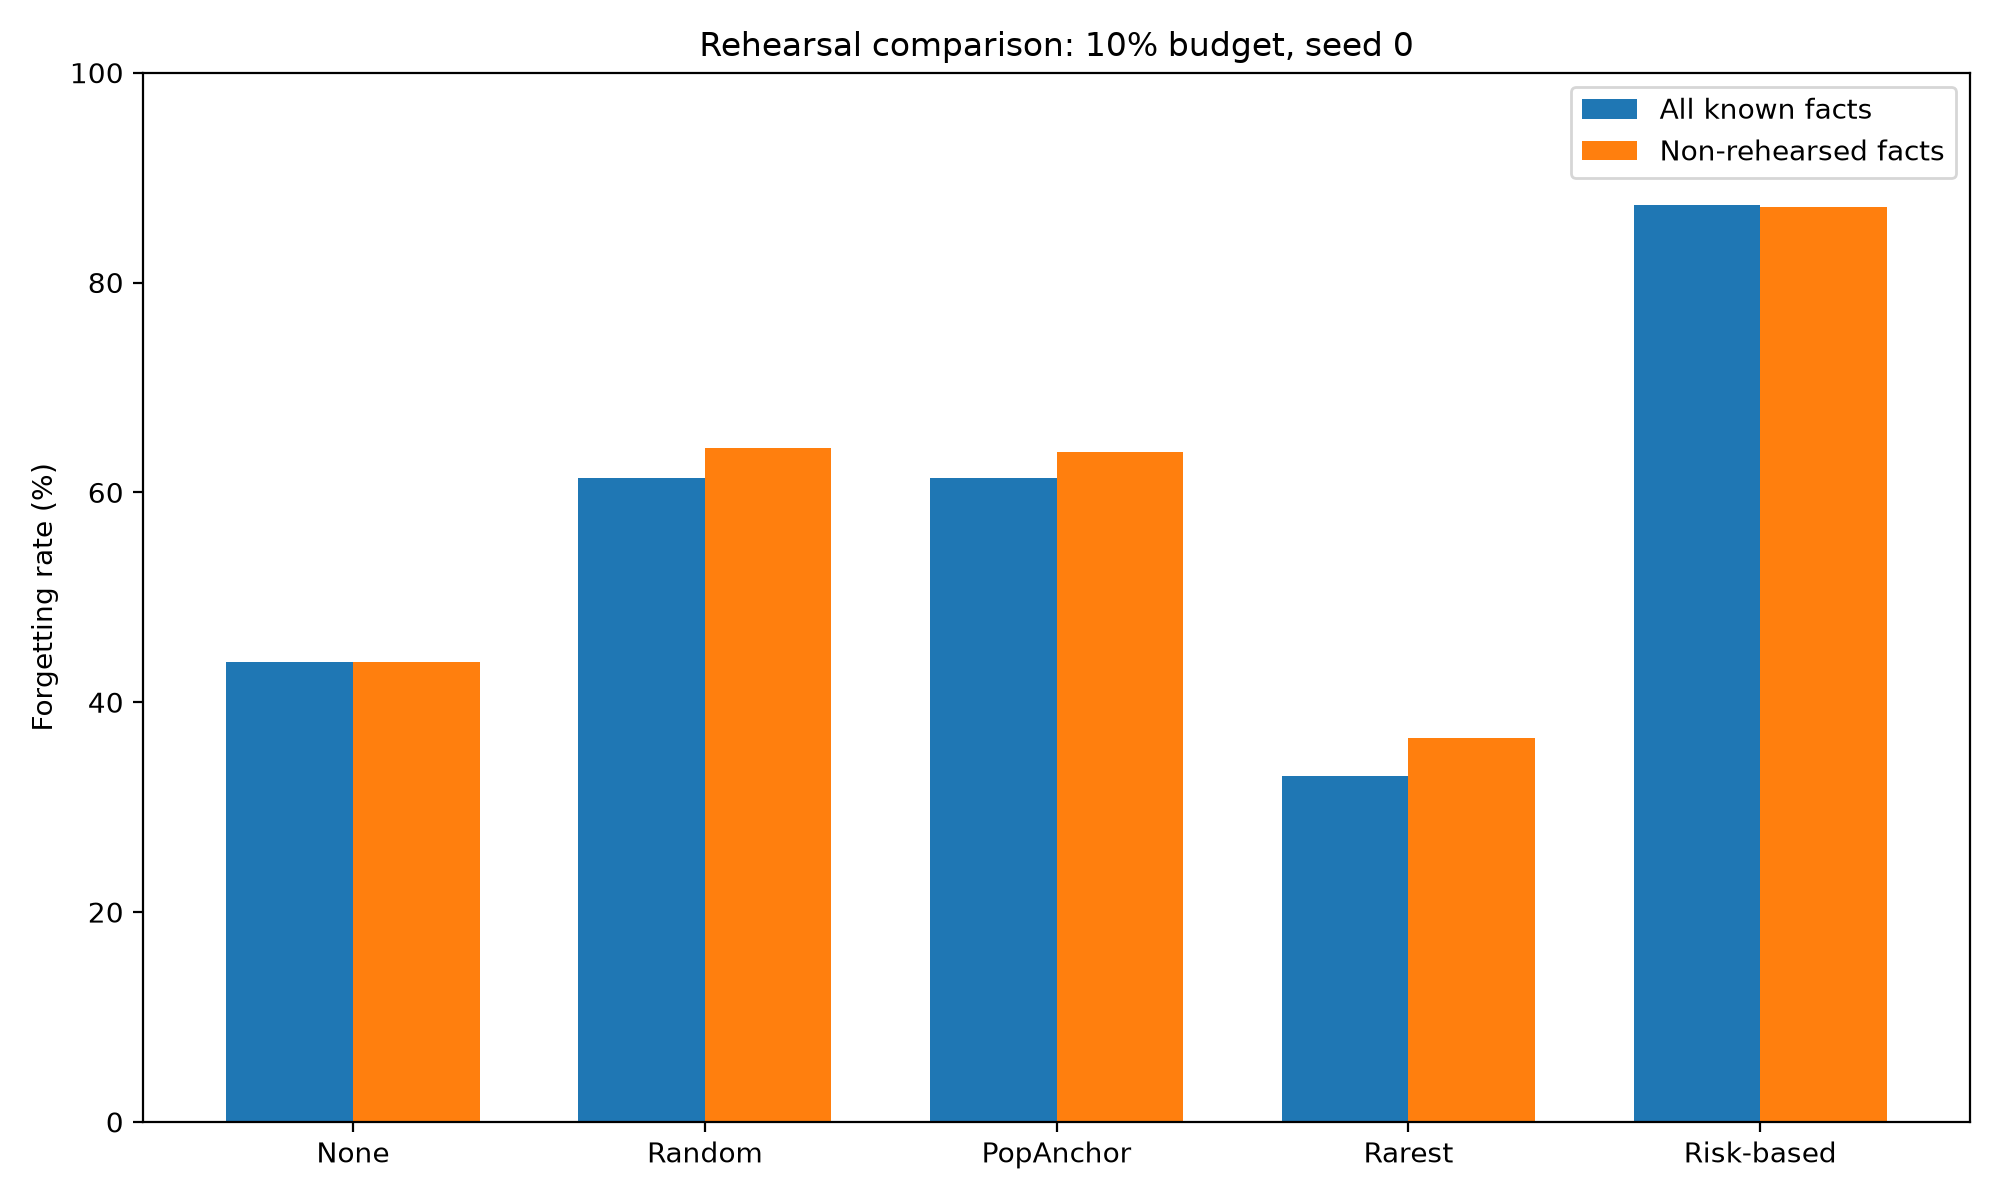 Rehearsal comparison: 10% budget, seed 0
100
80
60
40
20
0
Forgetting rate (%)
All known facts
Non-rehearsed facts
None
Random
PopAnchor
Rarest
Risk-based